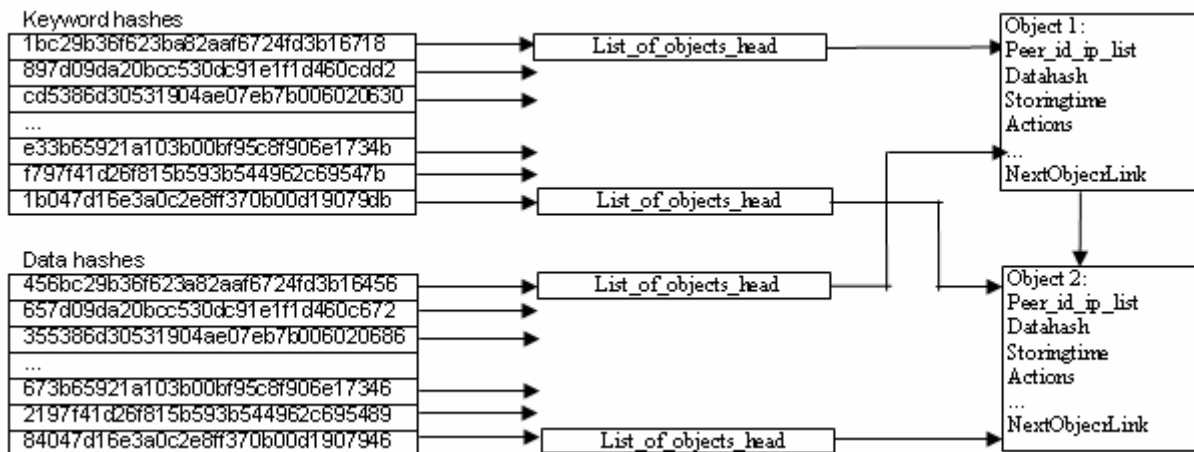 Keyword hashes
1bc29b36f623ba82aaf6724fd3b16718
897d09da20bcc530dc91e1f1d460cdd2
cd5386d30531904ae07eb7b006020630
...
e33b65921a103b00bf95c8f906e1734b
f797f41d26f815b593b544962c69547b
1b047d16e3a0c2e8ff370b00d19079db
List_of_objects_head
List_of_objects_head
Object 1:
Peer_id_ip_list
Datahash
Storingtime
Actions
...
NextObjecrLink
Data hashes
456bc29b36f623a82aaf6724fd3b16456
657d09da20bcc530dc91e1f1d460c672
355386d30531904ae07eb7b006020686
...
673b65921a103b00bf95c8f906e17346
2197f41d26f815b593b544962c695489
84047d16e3a0c2e8ff370b00d1907946
List_of_objects_head
List_of_objects_head
Object 2:
Peer_id_ip_list
Datahash
Storingtime
Actions
...
NextObjecrLink